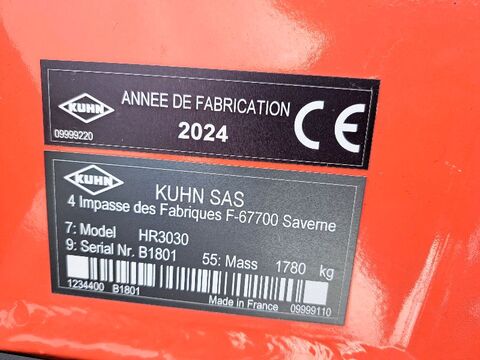 KUHN
ANNEE DE FABRICATION
2024
CE
09999220
KUHN
KUHN SAS
4 Impasse des Fabriques F-67700 Saverne
7: Model HR3030
9: Serial Nr. B1801 55: Mass 1780 kg
1234400 B1801
Made in France 09999110